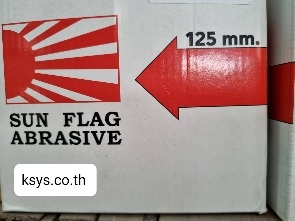 125 mm.
SUN FLAG
ABRASIVE
ksys.co.th